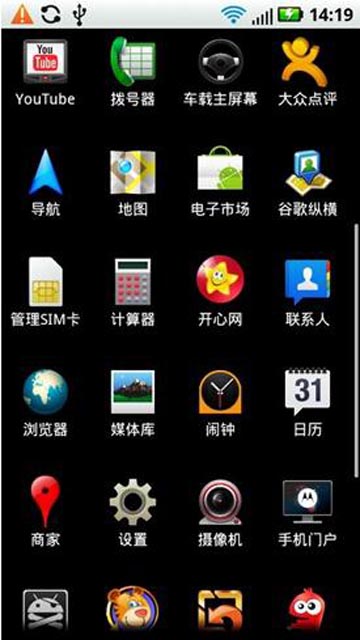 14:19
You
Tube
YouTube 拨号器 车载主屏幕 大众点评
导航 地图 电子市场 谷歌纵横
管理SIM卡 计算器 开心网 联系人
31
浏览器 媒体库 闹钟 日历
商家 设置 摄像机 手机门户